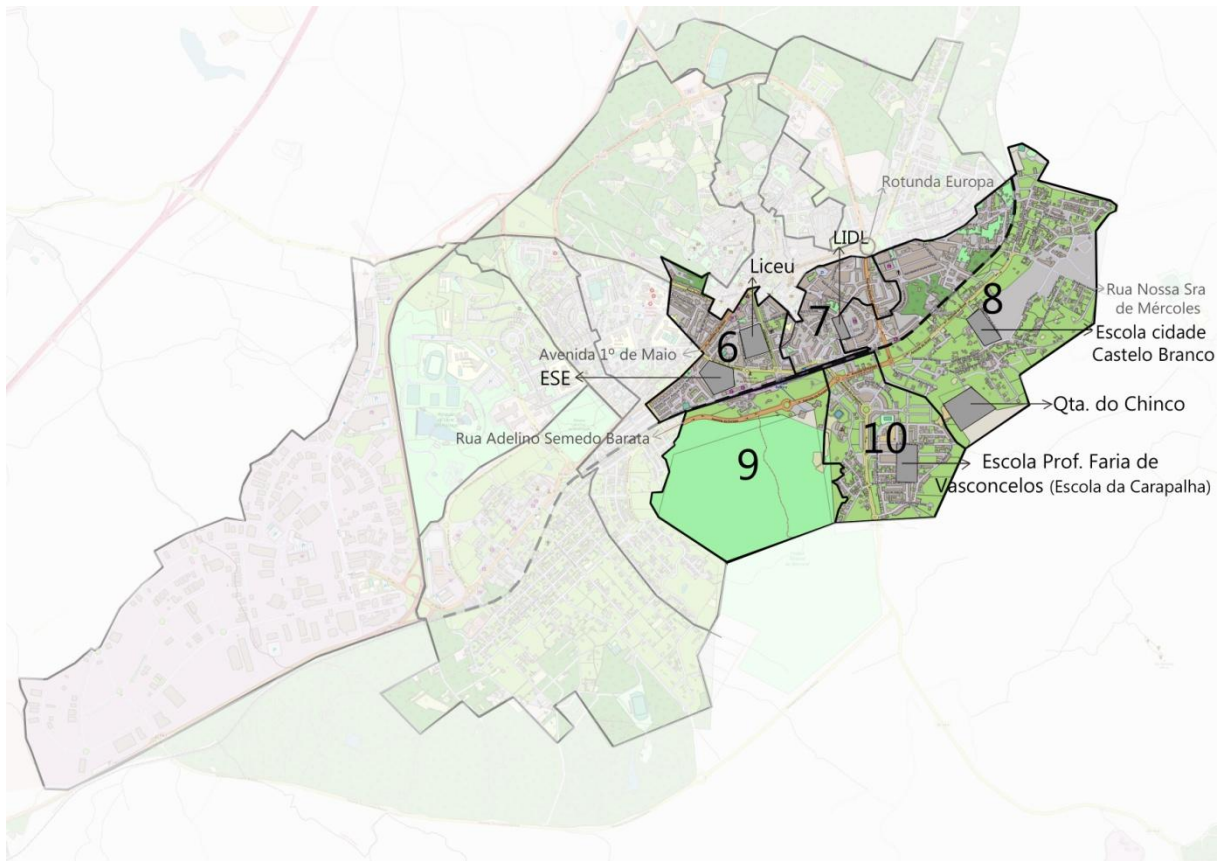 Rotunda Europa
LIDL
Liceu
8
Rua Nossa Sra
de Mércoles
7
6
Escola cidade
Castelo Branco
Avenida 1º de Maio
ESE
Qta. do Chinco
Rua Adelino Semedo Barata
10
9
Escola Prof. Faria de
Vasconcelos (Escola da Carapalha)